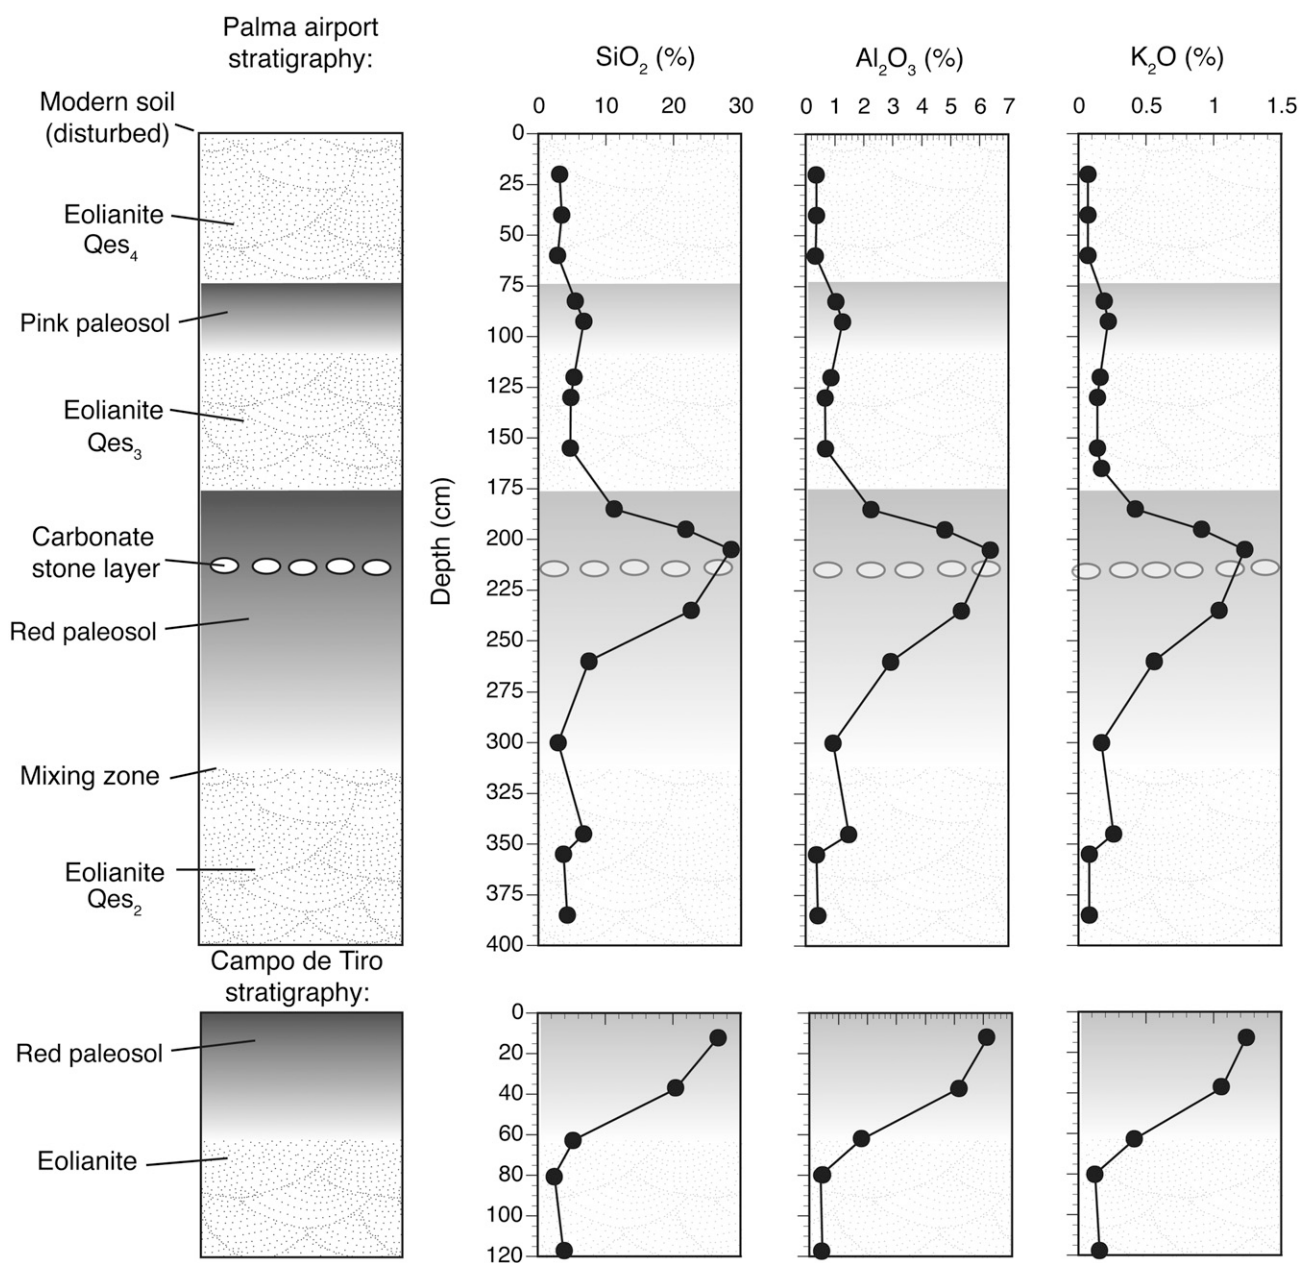 Palma airport
stratigraphy:
Modern soil
(disturbed)
Eolianite
Qes4
Pink paleosol
Eolianite
Qes3
Carbonate
stone layer
Red paleosol
Mixing zone
Eolianite
Qes2
SiO2 (%)
0 10 20 30
Al2O3 (%)
0 1 2 3 4 5 6 7
K2O (%)
0 0.5 1 1.5
Depth (cm)
0
25
50
75
100
125
150
175
200
225
250
275
300
325
350
375
400
Campo de Tiro
stratigraphy:
Red paleosol
Eolianite
0
20
40
60
80
100
120